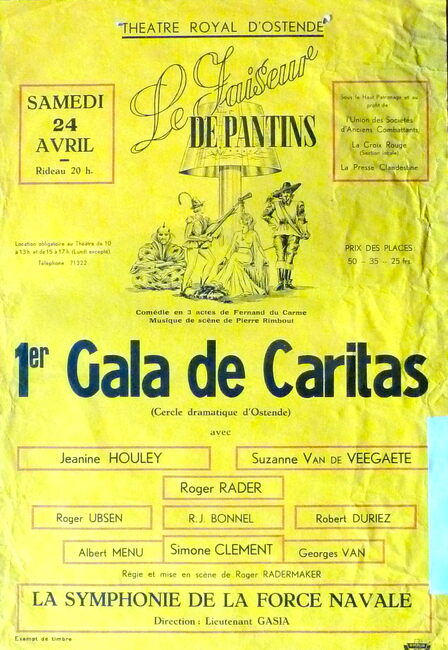 THEATRE ROYAL D'OSTENDE
Le Faiseur
DE PANTINS
SAMEDI
24
AVRIL
Rideau 20 h.
Sous le Haut Patronage et au
profit de
l'Union des Sociétés
d'Anciens Combattants
La Croix Rouge
(Section locale)
La Presse Clandestine
Location obligatoire au Théâtre de 10
à 13 h. et de 15 à 17 h. (Lundi excepté).
Téléphone 71322
PRIX DES PLACES
50 - 35 - 25 frs.
Comédie en 3 actes de Fernand du Carme
Musique de scène de Pierre Rimbout
1er Gala de Caritas
(Cercle dramatique d'Ostende)
avec
Jeanine HOULEY
Suzanne VAN DE VEEGAETE
Roger RADER
Roger UBSEN
R.J. BONNEL
Robert DURIEZ
Albert MENU
Simone CLEMENT
Georges VAN
Régie et mise en scène de Roger RADERMAKER
LA SYMPHONIE DE LA FORCE NAVALE
Direction : Lieutenant GASIA
Exempt de timbre